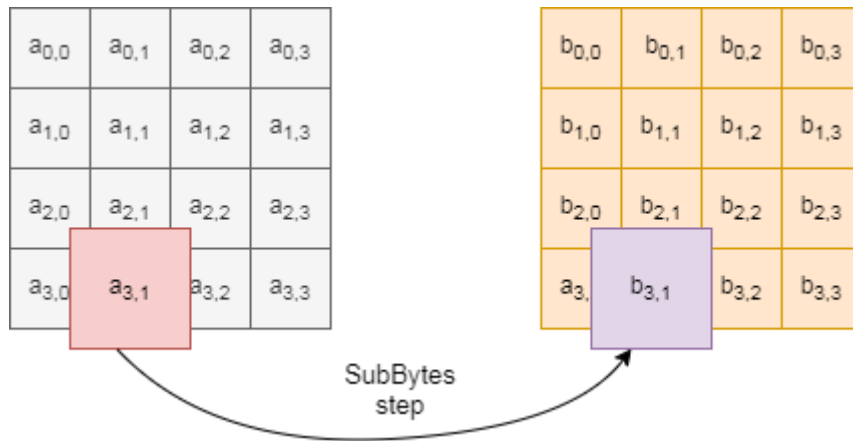 a0,0 a0,1 a0,2 a0,3 b0,0 b0,1 b0,2 b0,3
a1,0 a1,1 a1,2 a1,3 b1,0 b1,1 b1,2 b1,3
a2,0 a2,1 a2,2 a2,3 b2,0 b2,1 b2,2 b2,3
a3,0 a3,1 a3,2 a3,3 a3, b3,1 b3,2 b3,3
SubBytes
step